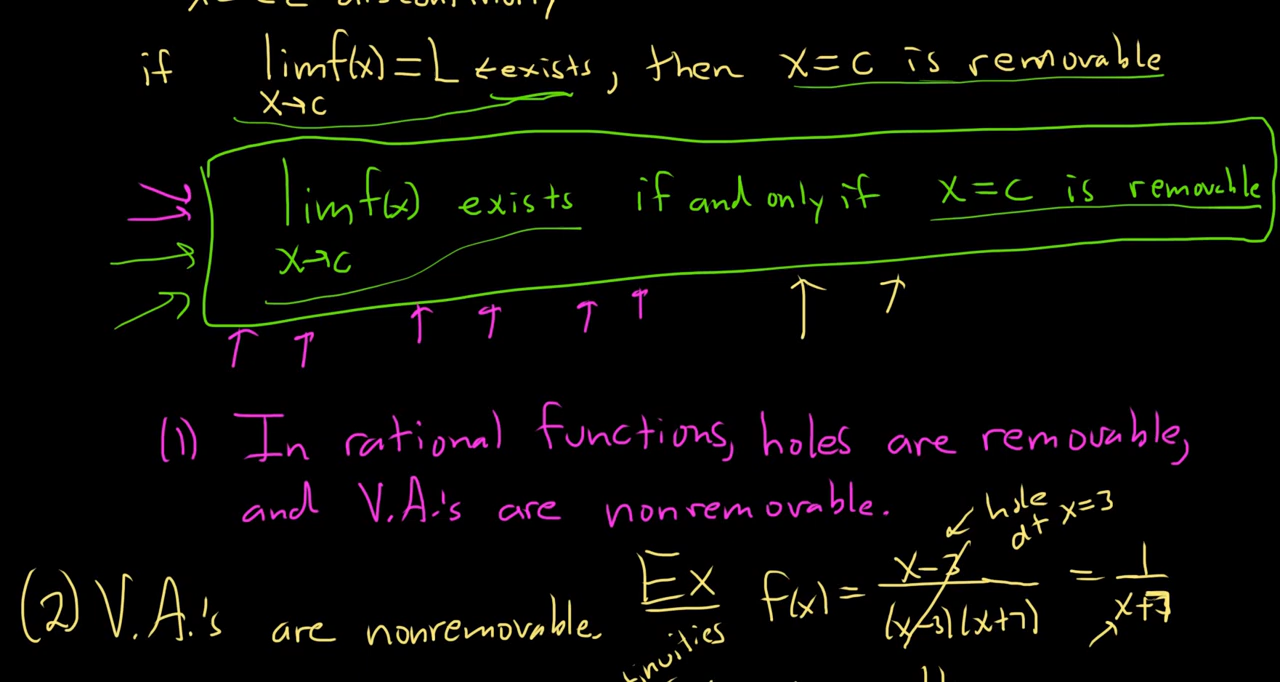 if lim f(x) = L ← exists, then x = c is removable
x→c
lim f(x) exists if and only if x = c is removable
x→c
(1) In rational functions, holes are removable,
and V.A.'s are nonremovable.
hole
at x=3
(2) V.A.'s are nonremovable.
Ex f(x) = x-3 / (x-3)(x+7) = 1 / x+7